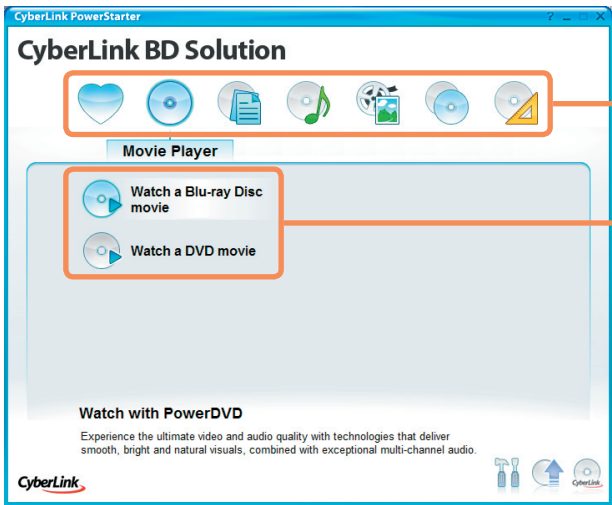 CyberLink PowerStarter
CyberLink BD Solution
Movie Player
Watch a Blu-ray Disc
movie
Watch a DVD movie
Watch with PowerDVD
Experience the ultimate video and audio quality with technologies that deliver
smooth, bright and natural visuals, combined with exceptional multi-channel audio.
CyberLink
CyberLink